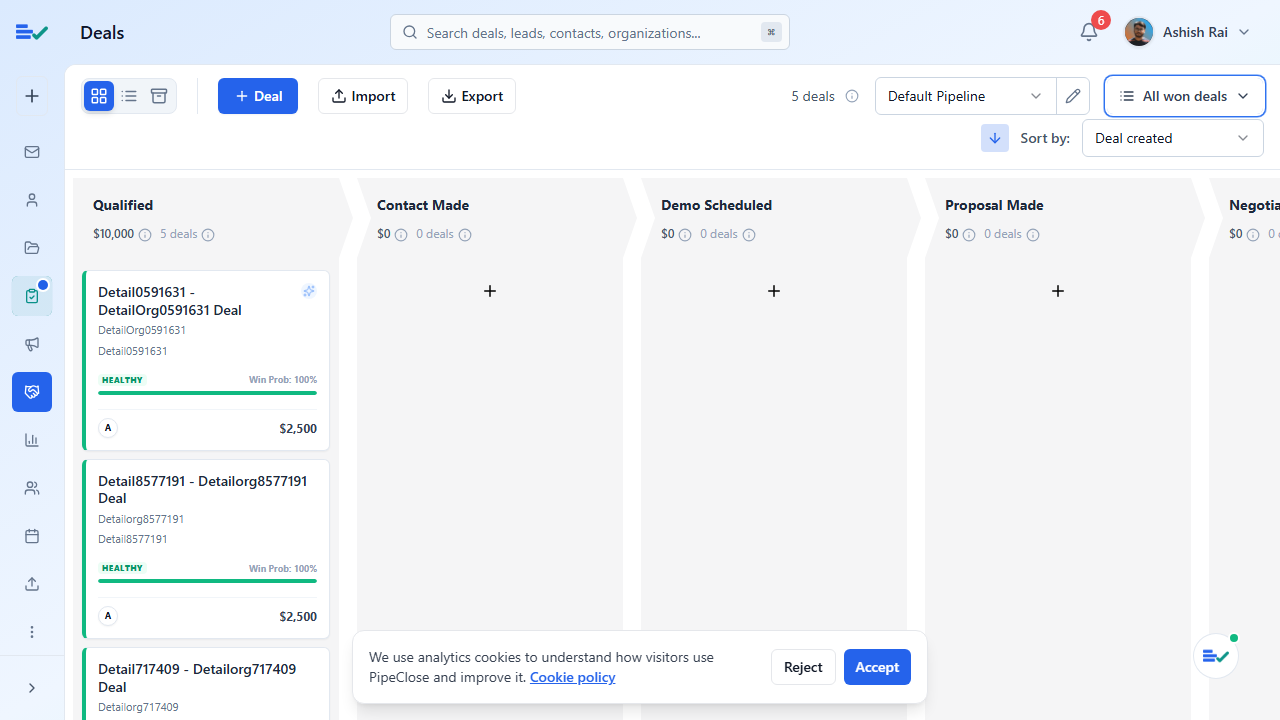 Deals
Search deals, leads, contacts, organizations...
⌘
6
Ashish Rai
Deal
Import
Export
5 deals
Default Pipeline
All won deals
Sort by:
Deal created
Qualified
$10,000
5 deals
Contact Made
$0
0 deals
Demo Scheduled
$0
0 deals
Proposal Made
$0
0 deals
Negotia
$0
0
Detail0591631 -
DetailOrg0591631 Deal
DetailOrg0591631
Detail0591631
HEALTHY
Win Prob: 100%
A
$2,500
Detail8577191 - Detailorg8577191
Deal
Detailorg8577191
Detail8577191
HEALTHY
Win Prob: 100%
A
$2,500
Detail717409 - Detailorg717409
Deal
Detailorg717409
We use analytics cookies to understand how visitors use
PipeClose and improve it. Cookie policy
Reject
Accept